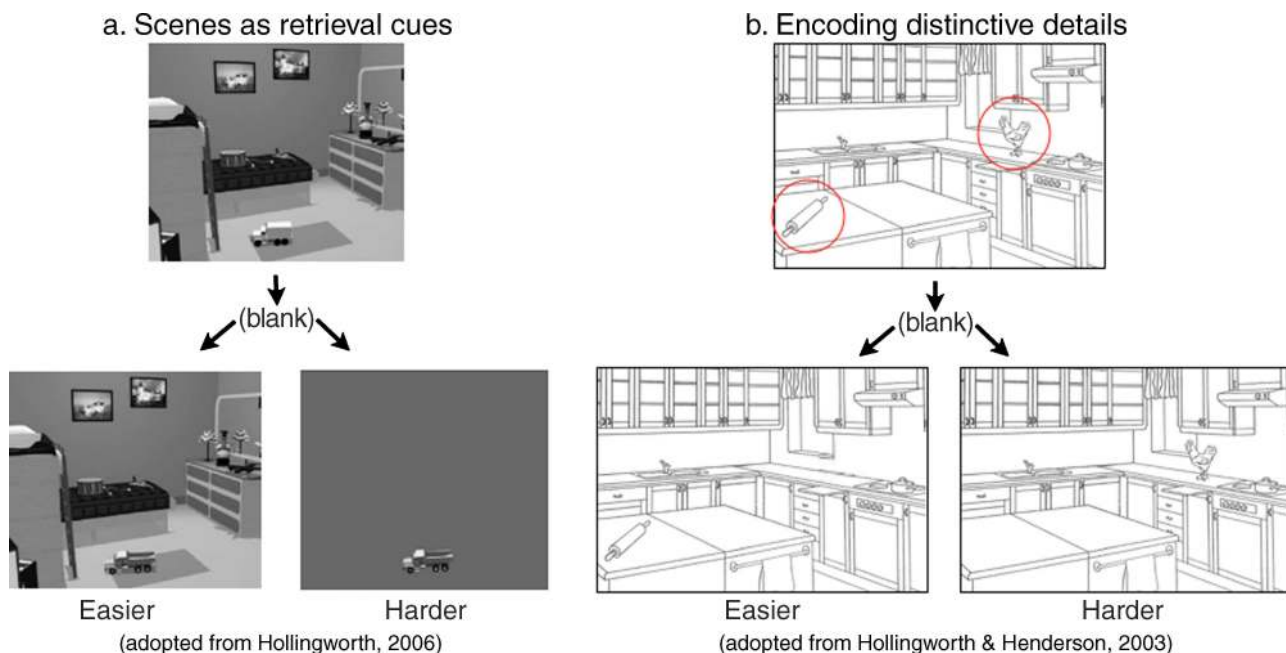 a. Scenes as retrieval cues
(blank)
Easier
Harder
(adopted from Hollingworth, 2006)
b. Encoding distinctive details
(blank)
Easier
Harder
(adopted from Hollingworth & Henderson, 2003)